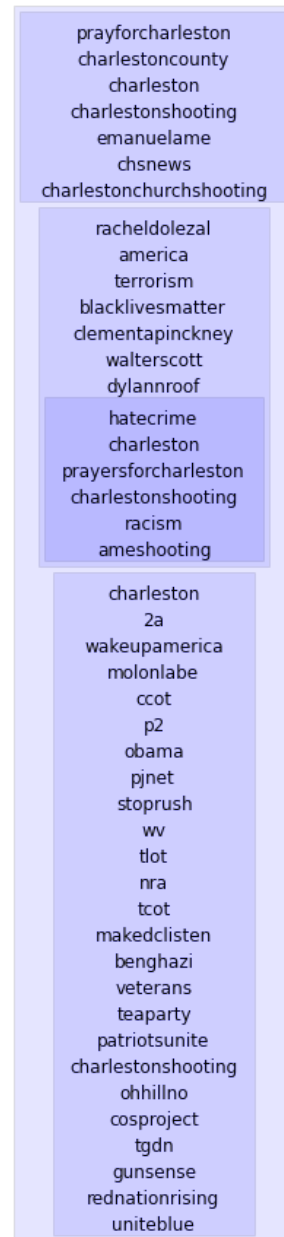 prayforcharleston
charlestoncounty
charleston
charlestonshooting
emanuelame
chsnews
charlestonchurchshooting
racheldolezal
america
terrorism
blacklivesmatter
clementapinckney
walterscott
dylannroof
hatecrime
charleston
prayersforcharleston
charlestonshooting
racism
ameshooting
charleston
2a
wakeupamerica
molonlabe
ccot
p2
obama
pjnet
stoprush
wv
tlot
nra
tcot
makedclisten
benghazi
veterans
teaparty
patriotsunite
charlestonshooting
ohhillno
cosproject
tgdn
gunsense
rednationrising
uniteblue